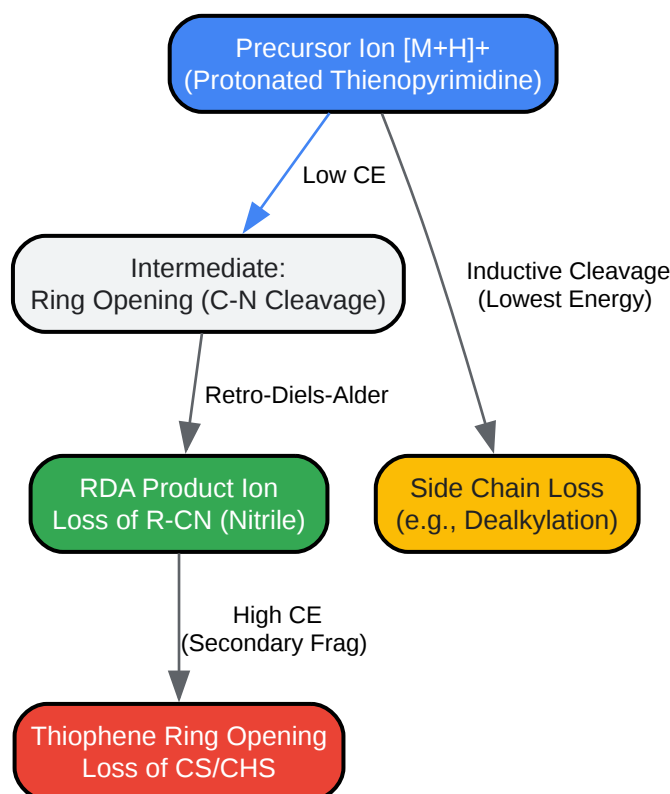 Precursor Ion [M+H]+
(Protonated Thienopyrimidine)
Low CE
Intermediate:
Ring Opening (C-N Cleavage)
Inductive Cleavage
(Lowest Energy)
Retro-Diels-Alder
RDA Product Ion
Loss of R-CN (Nitrile)
Side Chain Loss
(e.g., Dealkylation)
High CE
(Secondary Frag)
Thiophene Ring Opening
Loss of CS/CHS